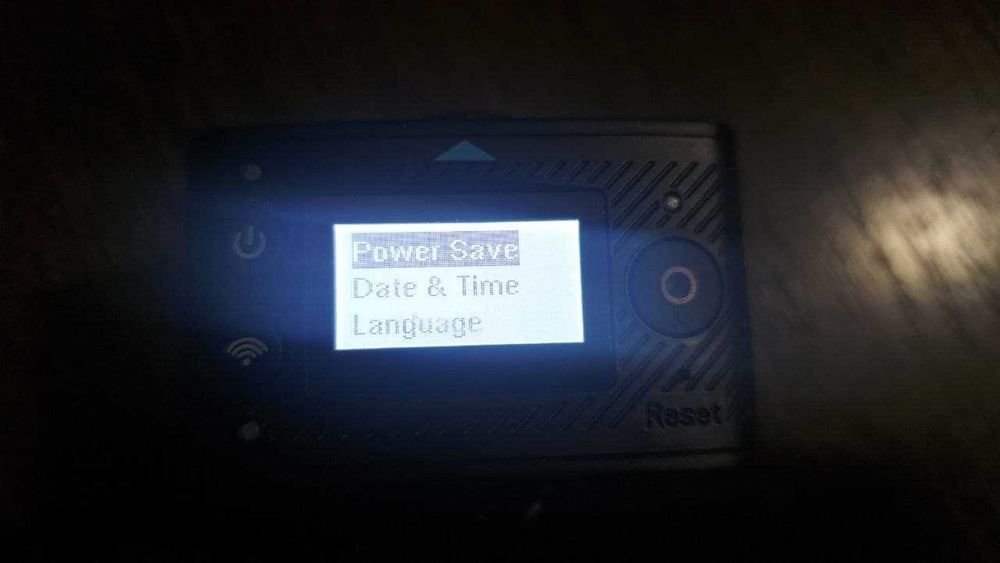 Power Save
Date & Time
Language
Reset